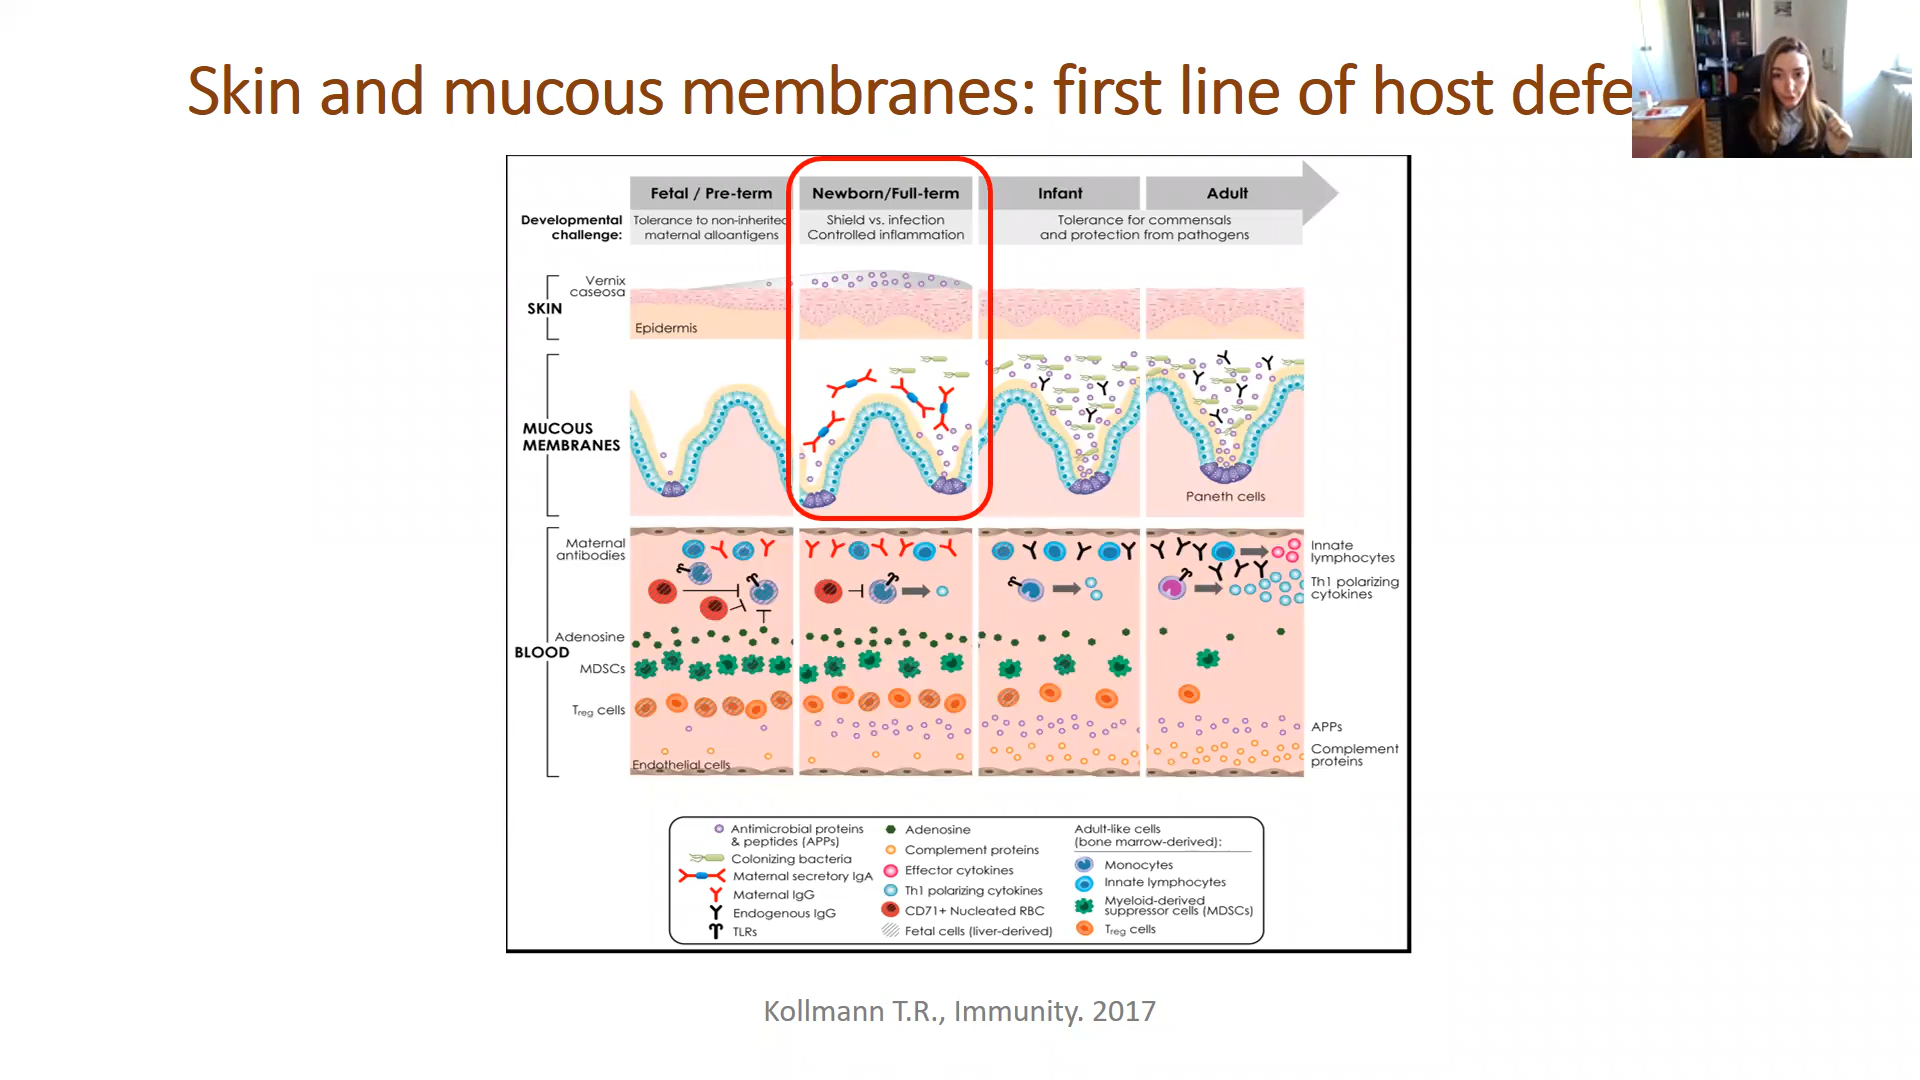 Skin and mucous membranes: first line of host defe
Fetal / Pre-term
Newborn/Full-term
Infant
Adult
Developmental
challenge:
Tolerance to non-inherited
maternal alloantigens
Shield vs. infection
Controlled inflammation
Tolerance for commensals
and protection from pathogens
Vernix
caseosa
SKIN
Epidermis
MUCOUS
MEMBRANES
Paneth cells
Maternal
antibodies
Innate
lymphocytes
Th1 polarizing
cytokines
Adenosine
BLOOD
MDSCs
Treg cells
APPs
Complement
proteins
Endothelial cells
Antimicrobial proteins
& peptides (APPs)
Colonizing bacteria
Maternal secretory IgA
Maternal IgG
Endogenous IgG
TLRs
Adenosine
Complement proteins
Effector cytokines
Th1 polarizing cytokines
CD71+ Nucleated RBC
Fetal cells (liver-derived)
Adult-like cells
(bone marrow-derived):
Monocytes
Innate lymphocytes
Myeloid-derived
suppressor cells (MDSCs)
Treg cells
Kollmann T.R., Immunity. 2017